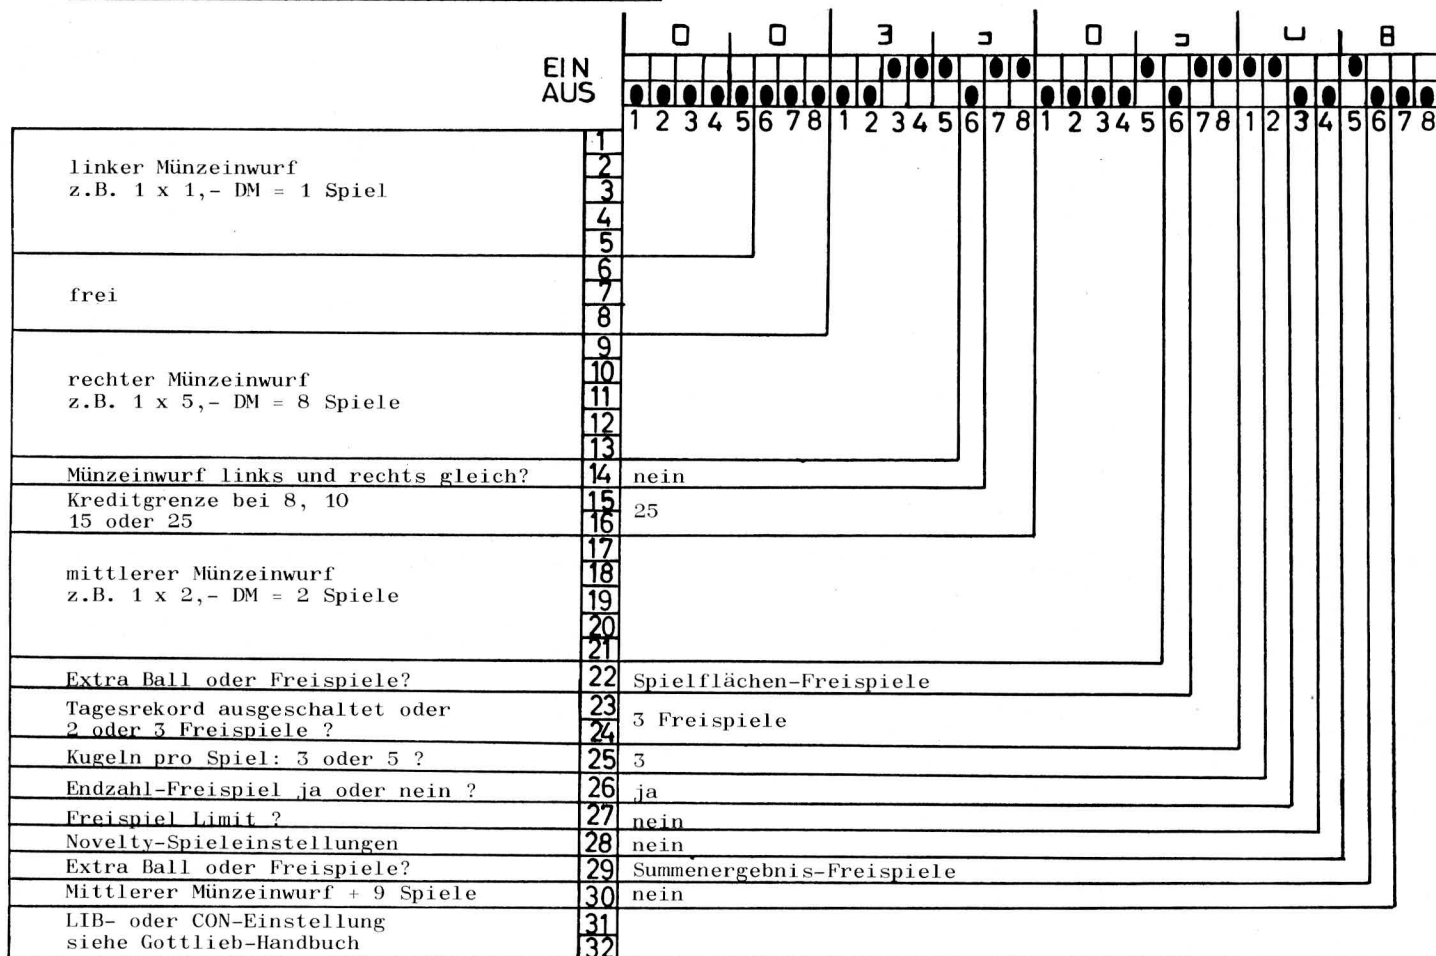 EIN
AUS
1 2 3 4 5 6 7 8 1 2 3 4 5 6 7 8 1 2 3 4 5 6 7 8 1 2 3 4 5 6 7 8
1
linker Münzeinwurf 2
z.B. 1 x 1,- DM = 1 Spiel 3
4
5
6
frei 7
8
9
rechter Münzeinwurf 10
z.B. 1 x 5,- DM = 8 Spiele 11
12
13
Münzeinwurf links und rechts gleich? 14 nein
Kreditgrenze bei 8, 10 15 25
15 oder 25 16
17
mittlerer Münzeinwurf 18
z.B. 1 x 2,- DM = 2 Spiele 19
20
21
Extra Ball oder Freispiele? 22 Spielflächen-Freispiele
Tagesrekord ausgeschaltet oder 23 3 Freispiele
2 oder 3 Freispiele ? 24
Kugeln pro Spiel: 3 oder 5 ? 25 3
Endzahl-Freispiel ja oder nein ? 26 ja
Freispiel Limit ? 27 nein
Novelty-Spieleinstellungen 28 nein
Extra Ball oder Freispiele? 29 Summenergebnis-Freispiele
Mittlerer Münzeinwurf + 9 Spiele 30 nein
LIB- oder CON-Einstellung 31
siehe Gottlieb-Handbuch 32